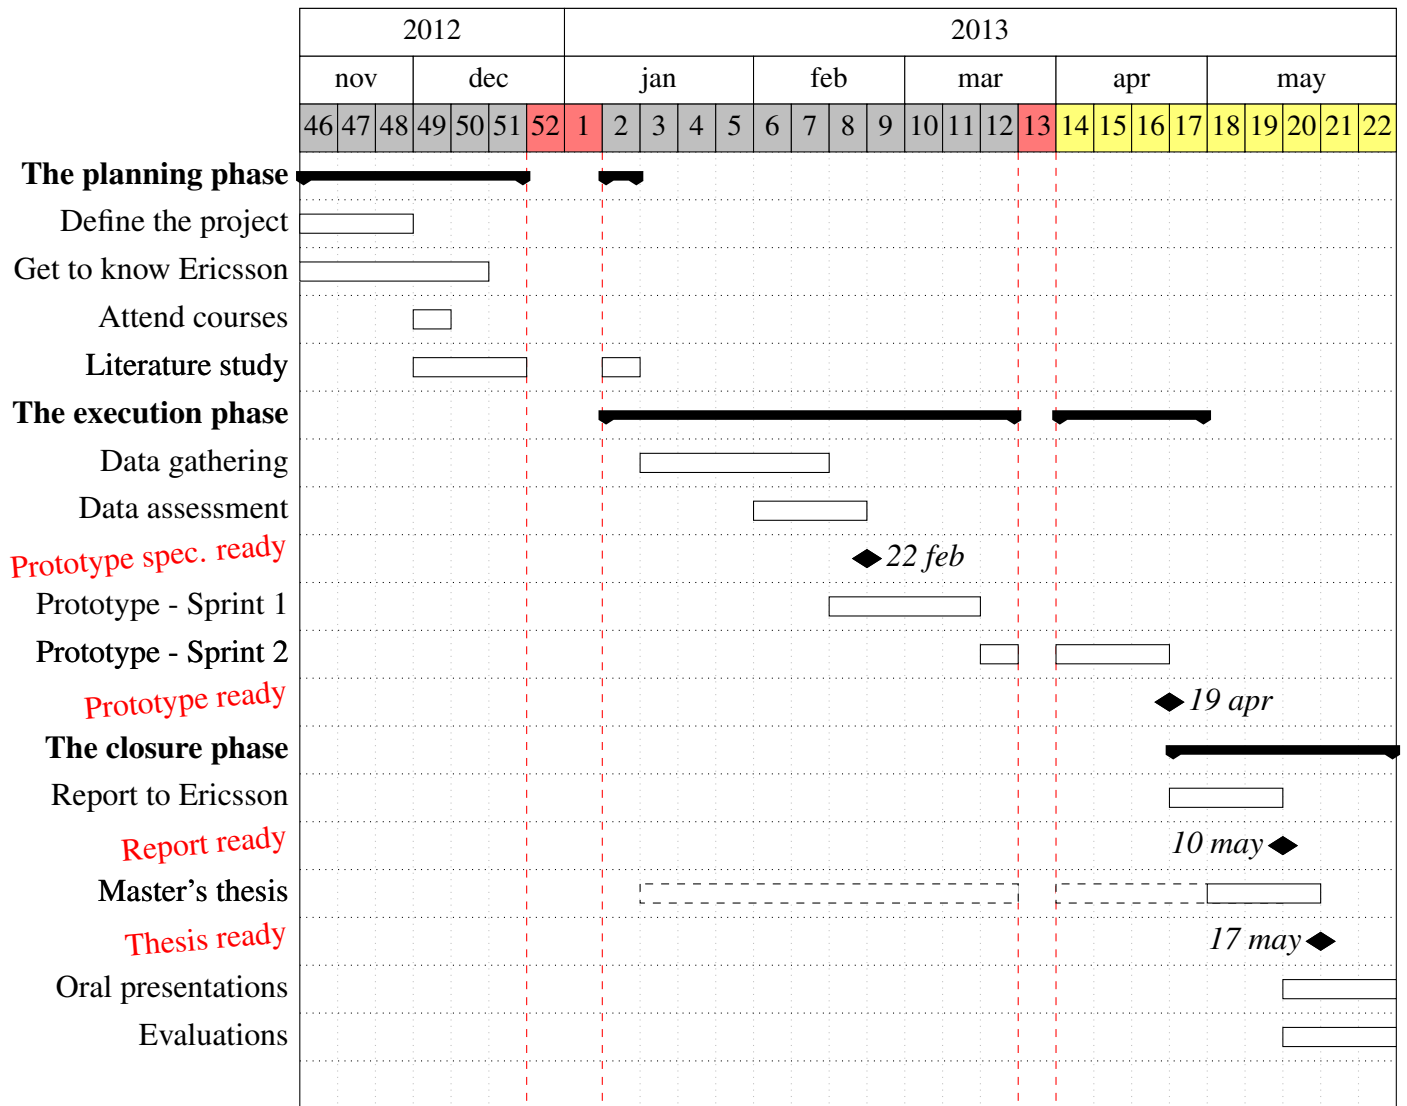 2012 2013
nov dec jan feb mar apr may
46 47 48 49 50 51 52 1 2 3 4 5 6 7 8 9 10 11 12 13 14 15 16 17 18 19 20 21 22
The planning phase
Define the project
Get to know Ericsson
Attend courses
Literature study
The execution phase
Data gathering
Data assessment
Prototype spec. ready 22 feb
Prototype - Sprint 1
Prototype - Sprint 2
Prototype ready 19 apr
The closure phase
Report to Ericsson
Report ready 10 may
Master's thesis
Thesis ready 17 may
Oral presentations
Evaluations